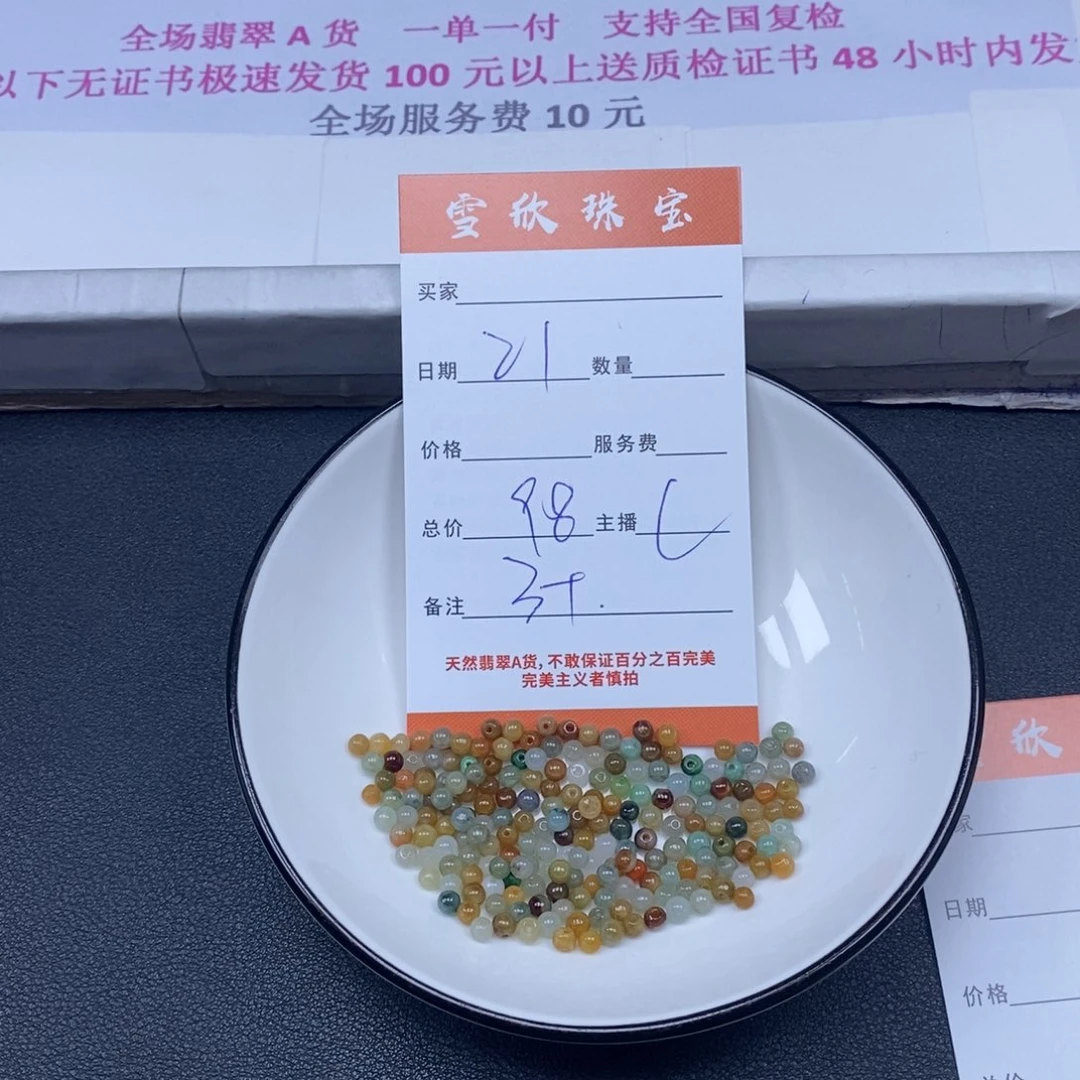 全场翡翠 A 货 一单一付 支持全国复检
以下无证书极速发货 100 元以上送质检证书 48 小时内发
全场服务费 10 元
雪欣珠宝
买家
日期 21 数量
价格 服务费
总价 98 主播
备注
天然翡翠A货,不敢保证百分之百完美
完美主义者慎拍
欣
家
日期
价格